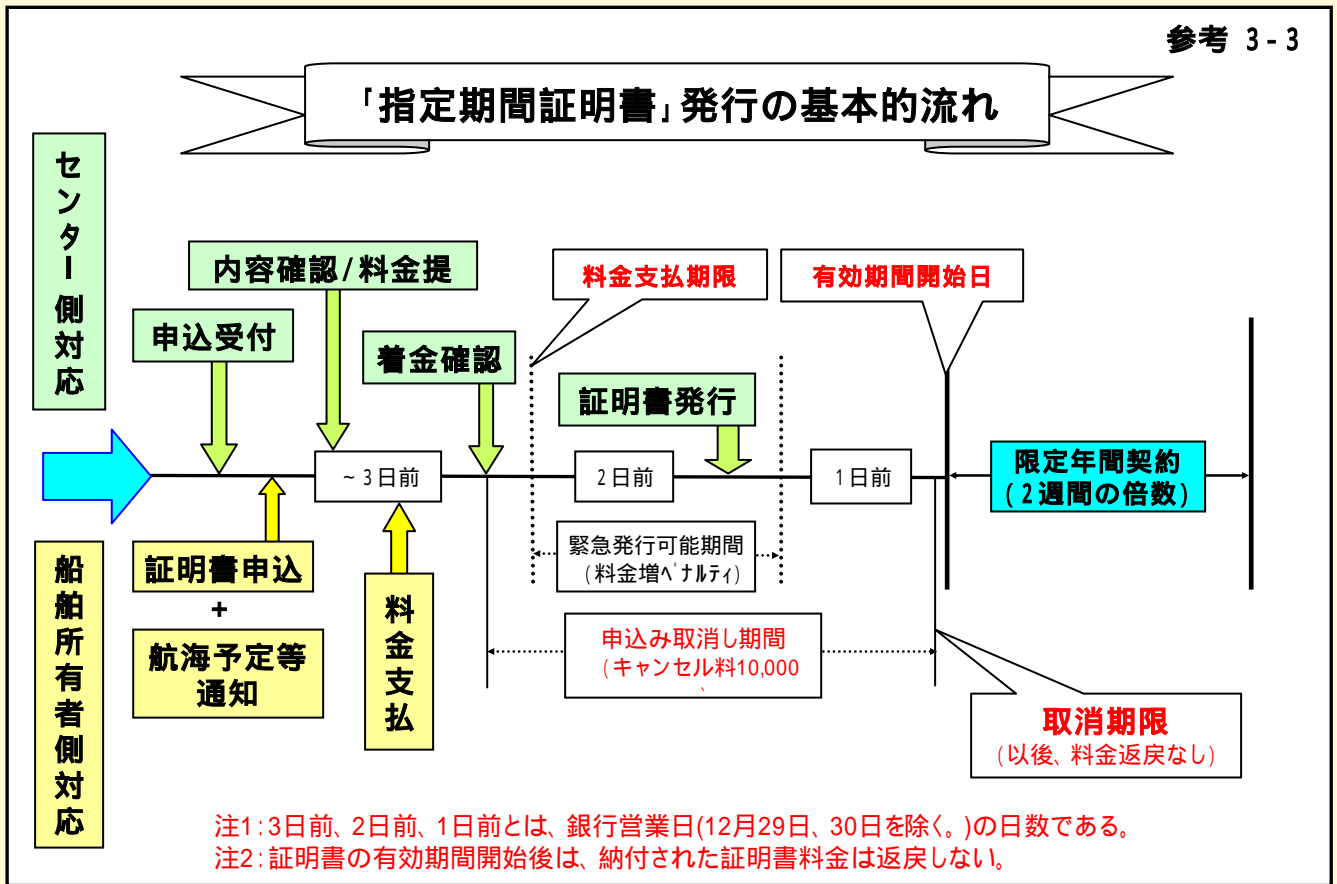 参考 3-3
「指定期間証明書」発行の基本的流れ
センター側対応
内容確認/料金提
申込受付
着金確認
料金支払期限
有効期間開始日
証明書発行
~3日前
2日前
1日前
限定年間契約
(2週間の倍数)
緊急発行可能期間
(料金増ペナルティ)
船舶所有者側対応
証明書申込
+
航海予定等
通知
料金支払
申込み取消し期間
(キャンセル料10,000
取消期限
(以後、料金返戻なし)
注1:3日前、2日前、1日前とは、銀行営業日(12月29日、30日を除く。)の日数である。
注2:証明書の有効期間開始後は、納付された証明書料金は返戻しない。